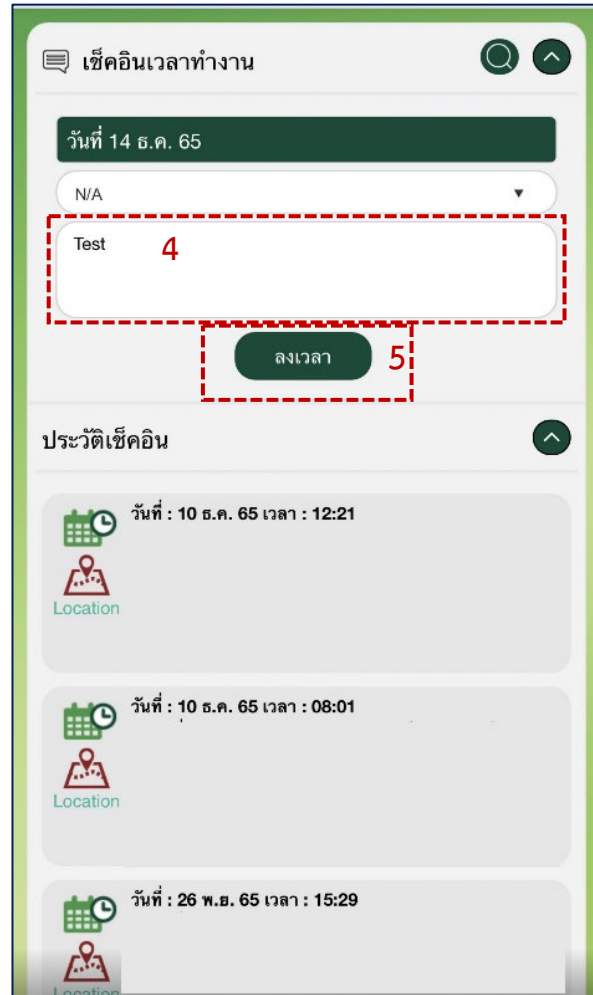 เช็คอินเวลาทำงาน
วันที่ 14 ธ.ค. 65
N/A
Test 4
ลงเวลา 5
ประวัติเช็คอิน
วันที่ : 10 ธ.ค. 65 เวลา : 12:21
Location
วันที่ : 10 ธ.ค. 65 เวลา : 08:01
Location
วันที่ : 26 พ.ย. 65 เวลา : 15:29
Location